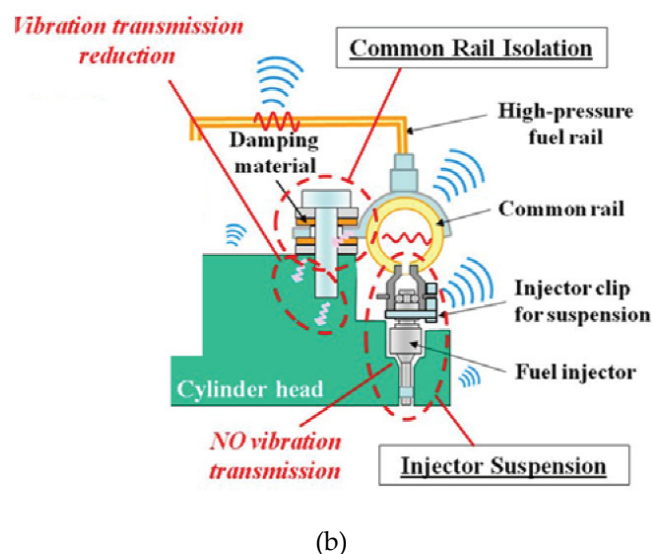 Vibration transmission
reduction
Common Rail Isolation
High-pressure
fuel rail
Damping
material
Common rail
Injector clip
for suspension
Fuel injector
Cylinder head
NO vibration
transmission
Injector Suspension
(b)